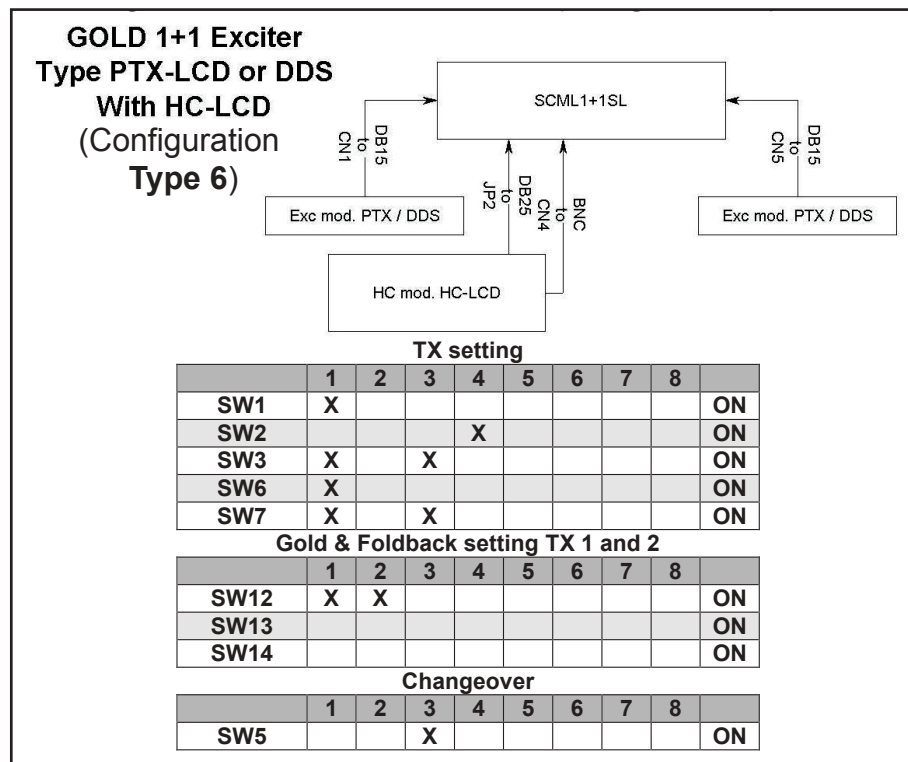 GOLD 1+1 Exciter
Type PTX-LCD or DDS
With HC-LCD
(Configuration
Type 6)
SCML1+1SL
DB15
to
CN1
DB25
to
JP2
BNC
to
CN4
DB15
to
CN5
Exc mod. PTX / DDS
Exc mod. PTX / DDS
HC mod. HC-LCD
TX setting
1 2 3 4 5 6 7 8
SW1 X ON
SW2 X ON
SW3 X X ON
SW6 X ON
SW7 X X ON
Gold & Foldback setting TX 1 and 2
1 2 3 4 5 6 7 8
SW12 X X ON
SW13 ON
SW14 ON
Changeover
1 2 3 4 5 6 7 8
SW5 X ON